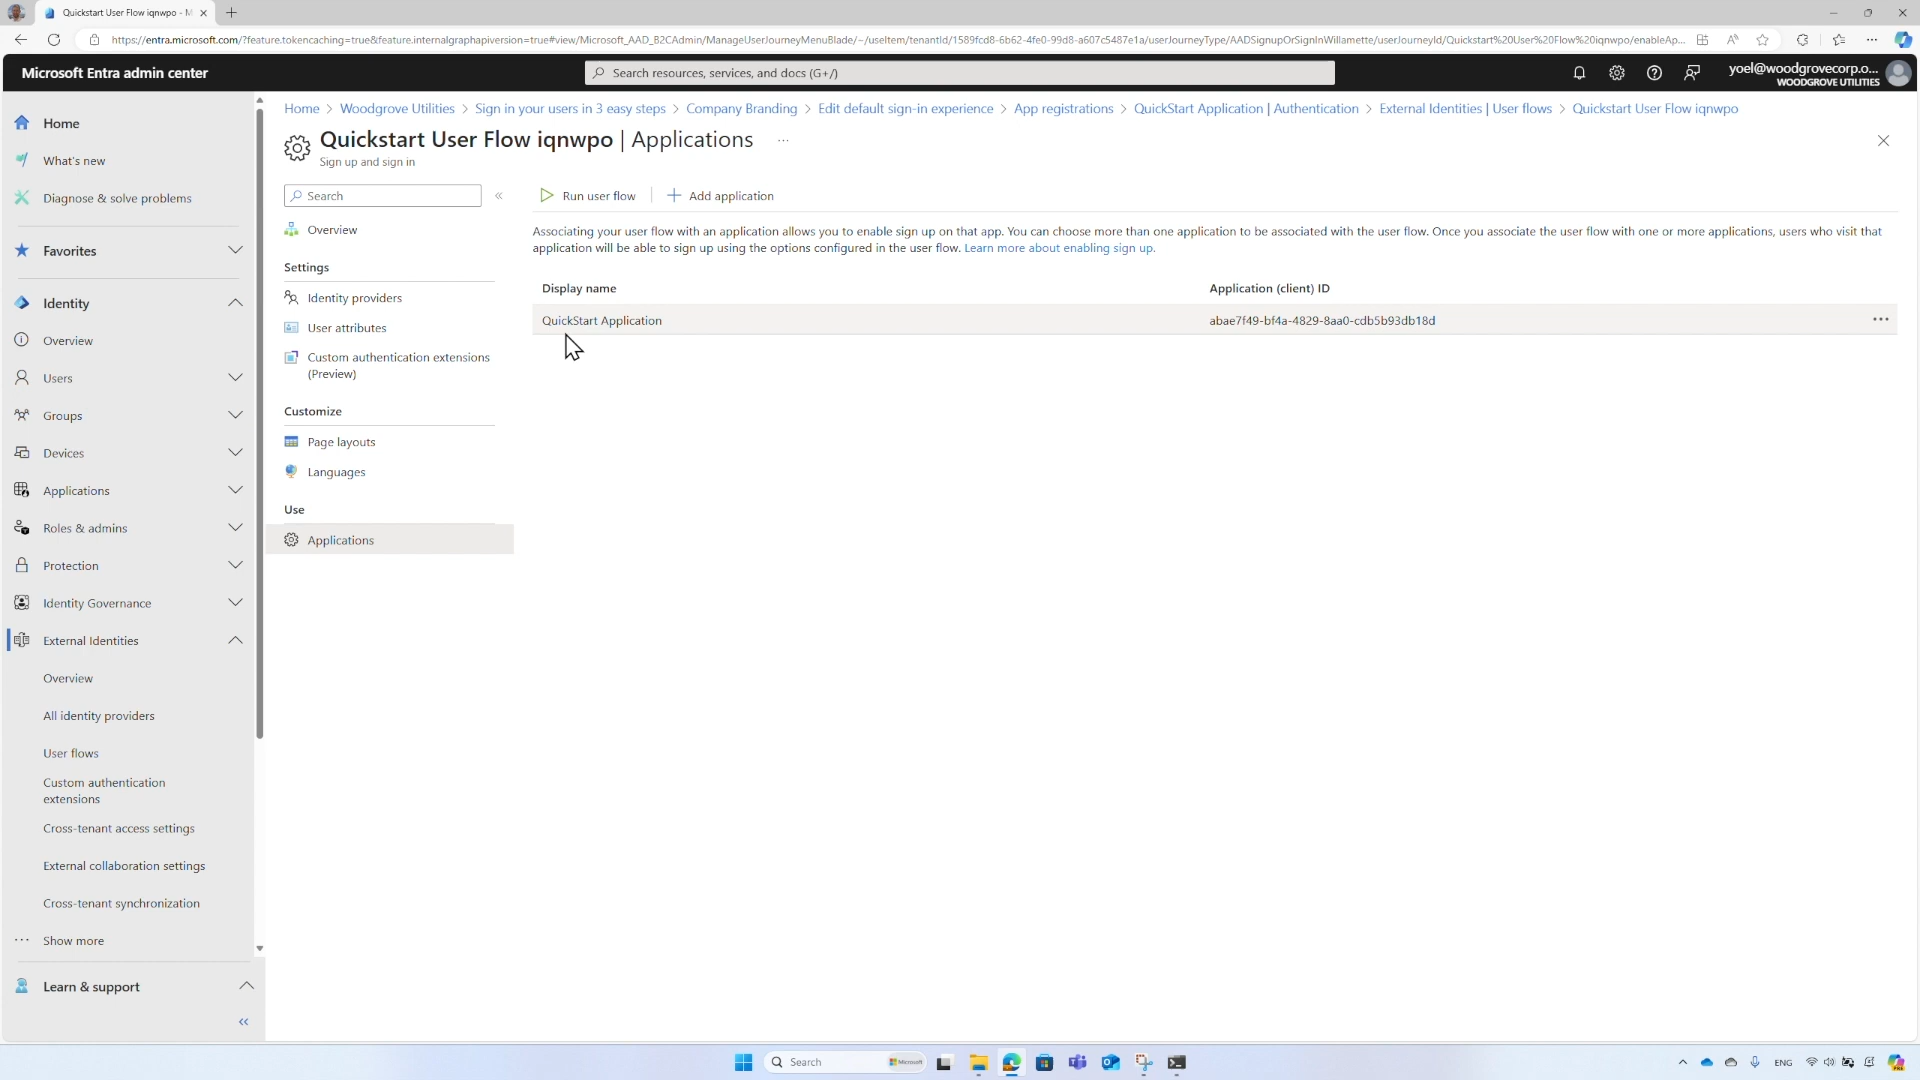 Quickstart User Flow iqnwpo - M
https://entra.microsoft.com/?feature.tokencaching=true&feature.internalgraphapiversion=true#view/Microsoft_AAD_B2CAdmin/ManageUserJourneyMenuBlade/~/useItem/tenantId/1589fcd8-6b62-4fe0-99d8-a607c5487e1a/userJourneyType/AADSignupOrSignInWillamette/userJourneyId/Quickstart%20User%20Flow%20iqnwpo/enableAp...
Microsoft Entra admin center
Search resources, services, and docs (G+/)
yoel@woodgrovecorp.o...
WOODGROVE UTILITIES
Home > Woodgrove Utilities > Sign in your users in 3 easy steps > Company Branding > Edit default sign-in experience > App registrations > QuickStart Application | Authentication > External Identities | User flows > Quickstart User Flow iqnwpo
Quickstart User Flow iqnwpo | Applications ...
Sign up and sign in
Home
What's new
Diagnose & solve problems
Favorites
Identity
Overview
Users
Groups
Devices
Applications
Roles & admins
Protection
Identity Governance
External Identities
Overview
All identity providers
User flows
Custom authentication
extensions
Cross-tenant access settings
External collaboration settings
Cross-tenant synchronization
Show more
Learn & support
Search
Overview
Settings
Identity providers
User attributes
Custom authentication extensions
(Preview)
Customize
Page layouts
Languages
Use
Applications
Run user flow
Add application
Associating your user flow with an application allows you to enable sign up on that app. You can choose more than one application to be associated with the user flow. Once you associate the user flow with one or more applications, users who visit that
application will be able to sign up using the options configured in the user flow. Learn more about enabling sign up.
Display name Application (client) ID
QuickStart Application abae7f49-bf4a-4829-8aa0-cdb5b93db18d
Search
Microsoft
ENG